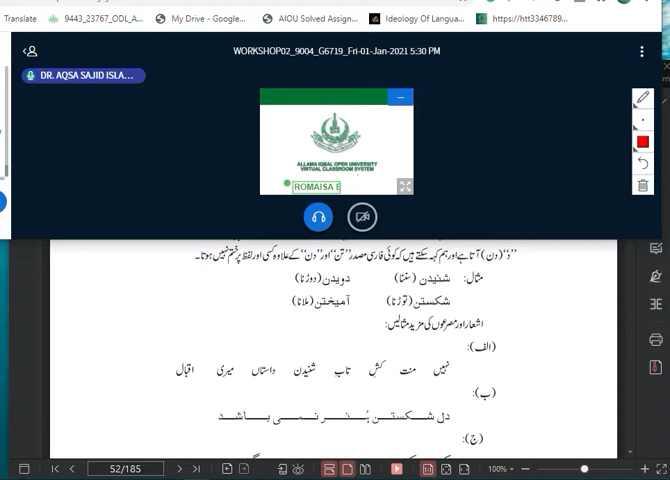 Translate 9443_23767_ODL_A... My Drive - Google... AIOU Solved Assign... Ideology Of Langua... https://htt3346789...
WORKSHOP02_9004_G6719_Fri-01-Jan-2021 5:30 PM
DR. AQSA SAJID ISLA...
ALLAMA IQBAL OPEN UNIVERSITY
VIRTUAL CLASSROOM SYSTEM
ROMAISA E
"دَ" (دن) آتا ہے اور ہم کہہ سکتے ہیں کہ کوئی فارسی مصدر "تن" اور "دن" کے علاوہ کسی اور لفظ پر ختم نہیں ہوتا۔
مثال: شنیدن (سننا) دویدن (دوڑنا)
شکستن (توڑنا) آمیختن (ملانا)
اشعار اور مصرعوں کی مزید مثالیں:
(الف):
نہیں منت کشِ تاب شنیدن داستاں میری اقبال
(ب):
دل شکستن ہُنر نمی باشد
(ج):
52/185
100%